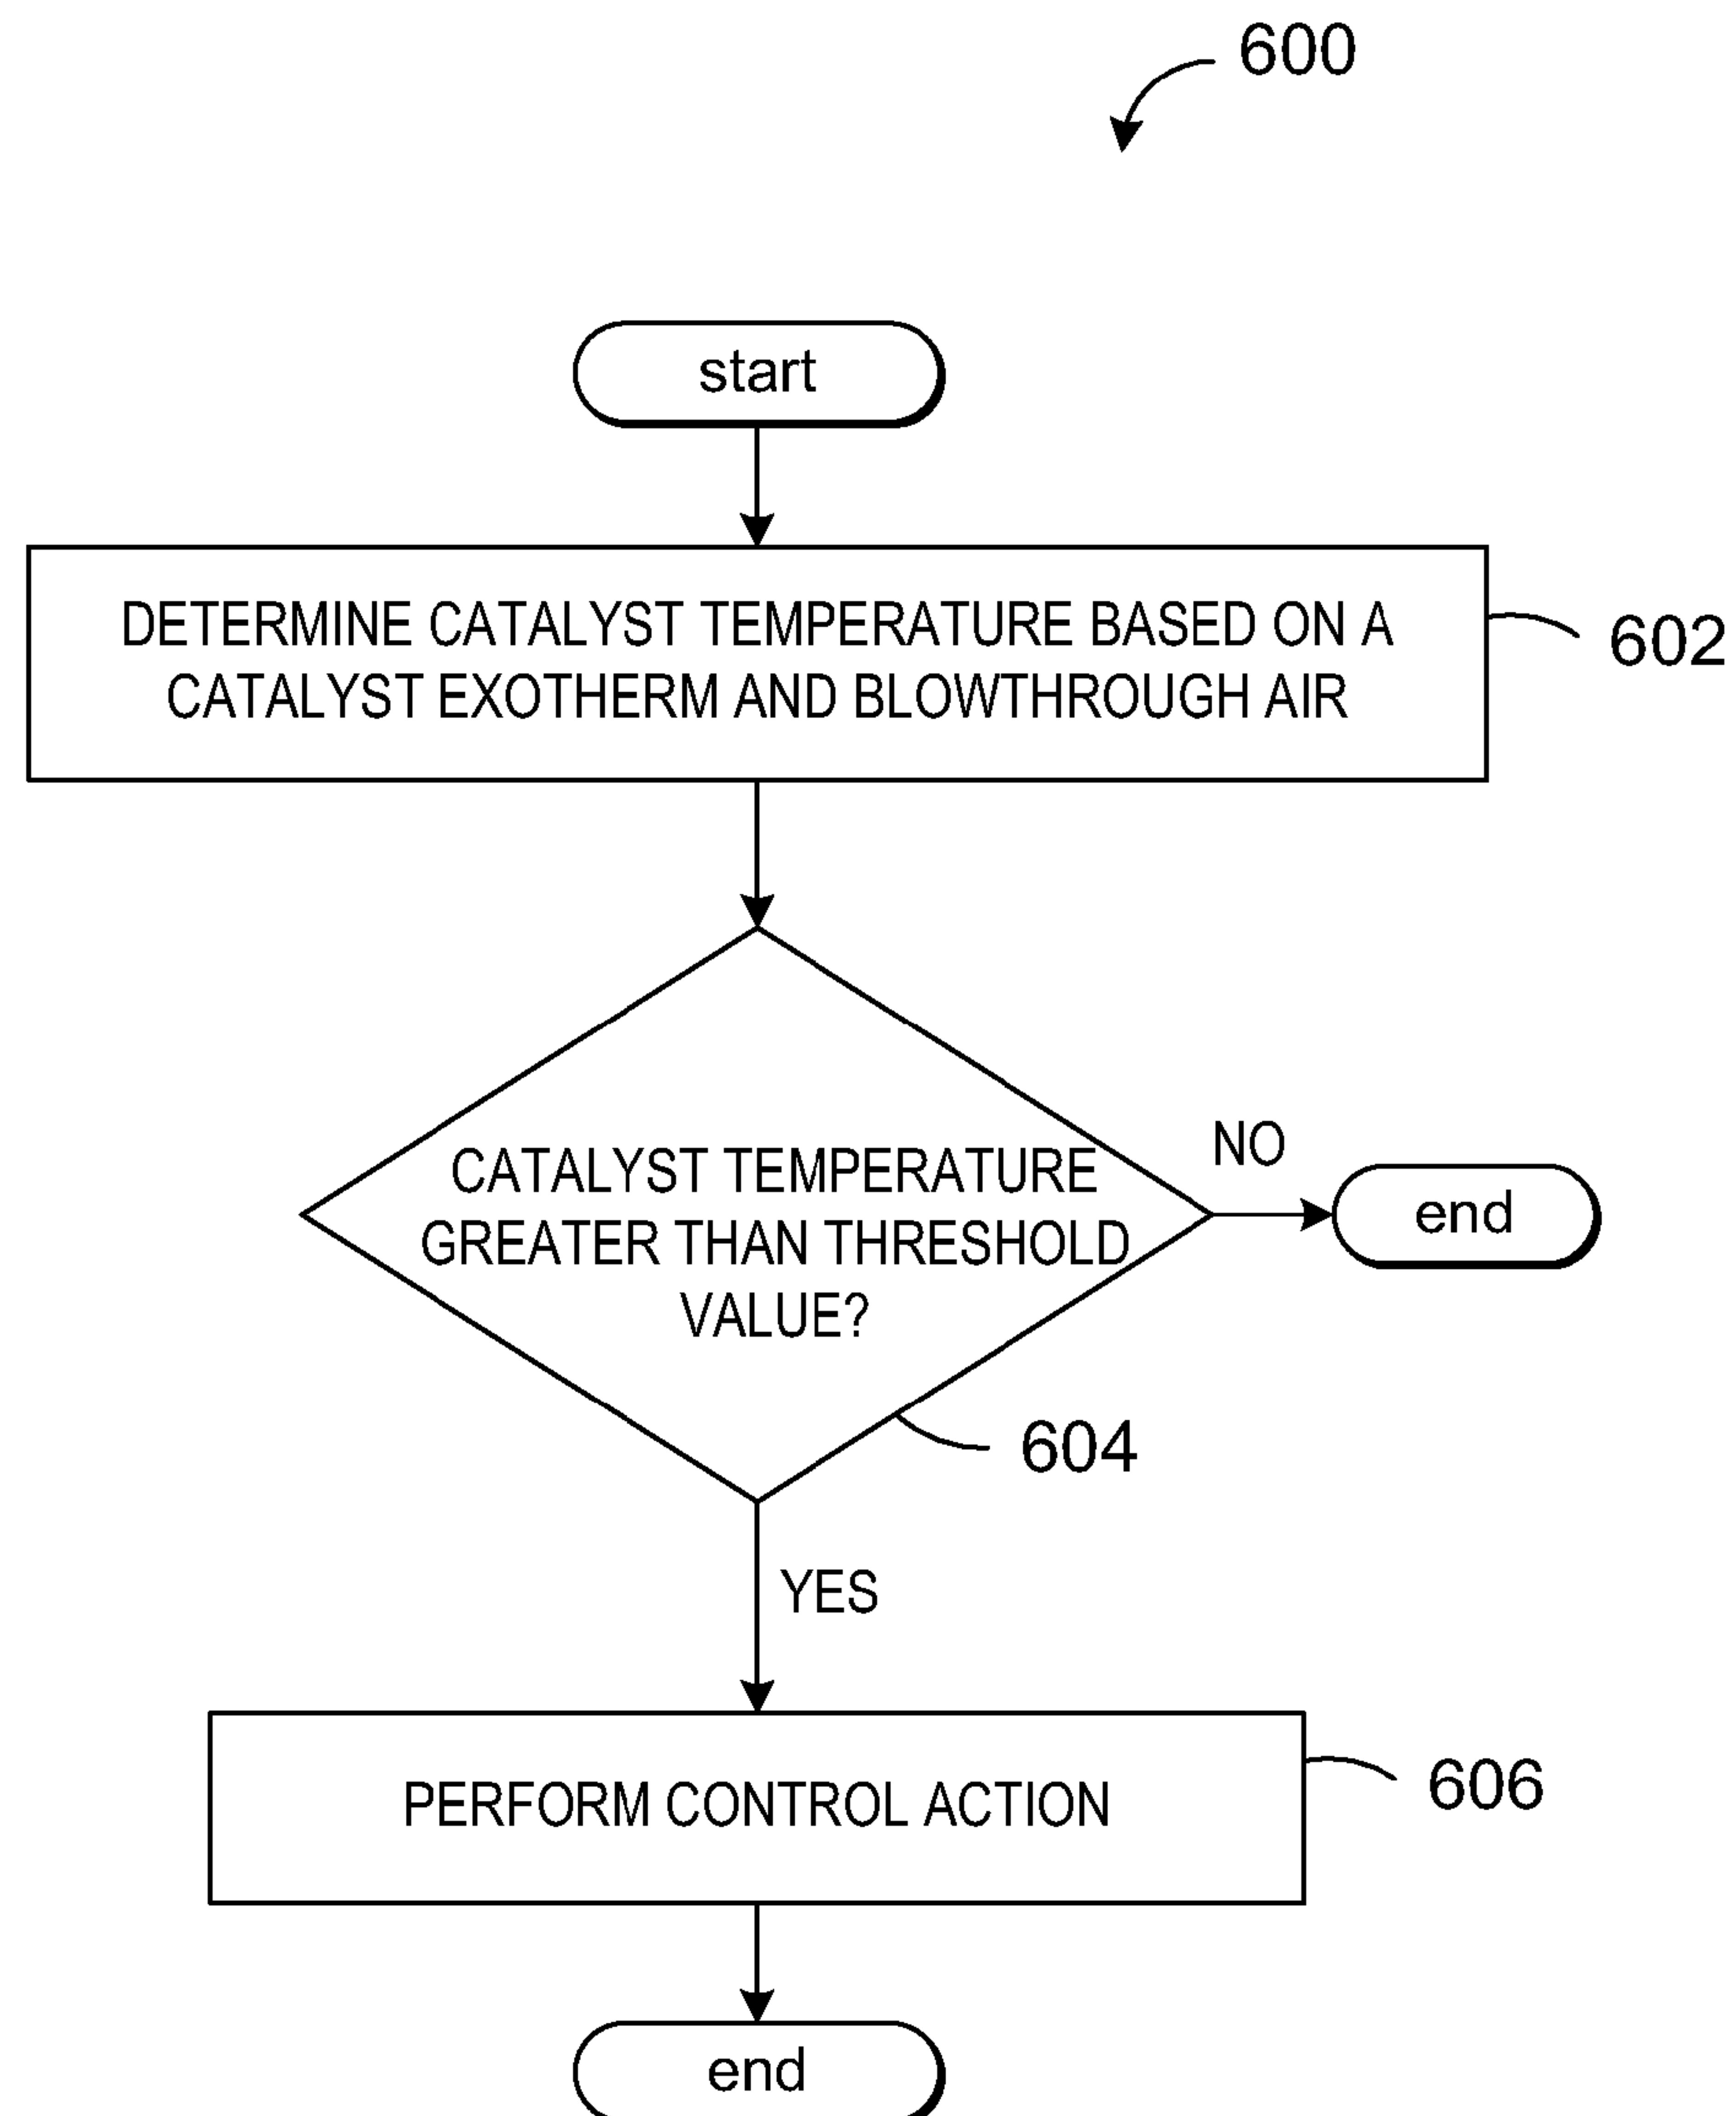 600
start
DETERMINE CATALYST TEMPERATURE BASED ON A
CATALYST EXOTHERM AND BLOWTHROUGH AIR
602
CATALYST TEMPERATURE
GREATER THAN THRESHOLD
VALUE?
NO
end
604
YES
PERFORM CONTROL ACTION
606
end